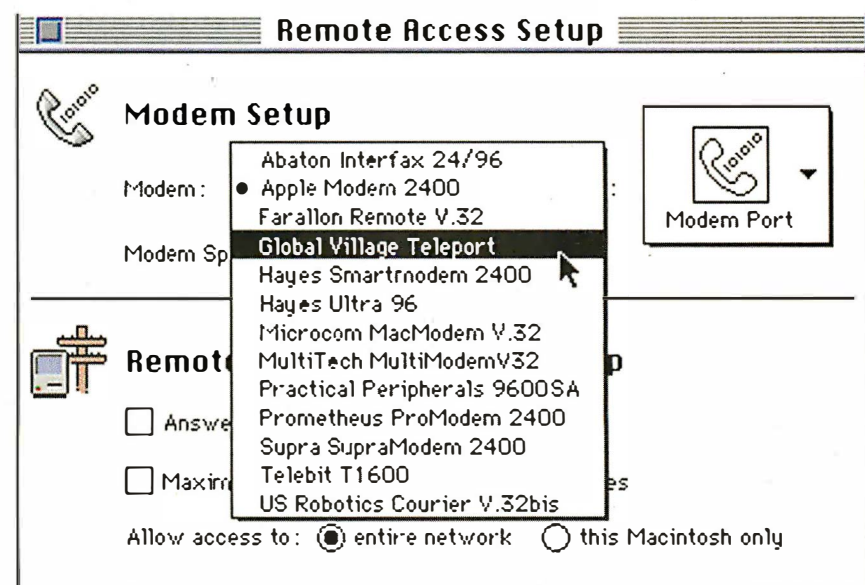 Remote Access Setup
Modem Setup
Abaton Interfax 24/96
Modem: • Apple Modem 2400 :
Farallon Remote V.32
Modem Port
Global Village Teleport
Modem Sp
Hayes Smartmodem 2400
Hayes Ultra 96
Microcom MacModem V.32
Remot MultiTech MultiModemV32 p
Practical Peripherals 9600SA
Answe Prometheus ProModem 2400
Supra SupraModem 2400
Maxim Telebit T1600 es
US Robotics Courier V.32bis
Allow access to: entire network this Macintosh only